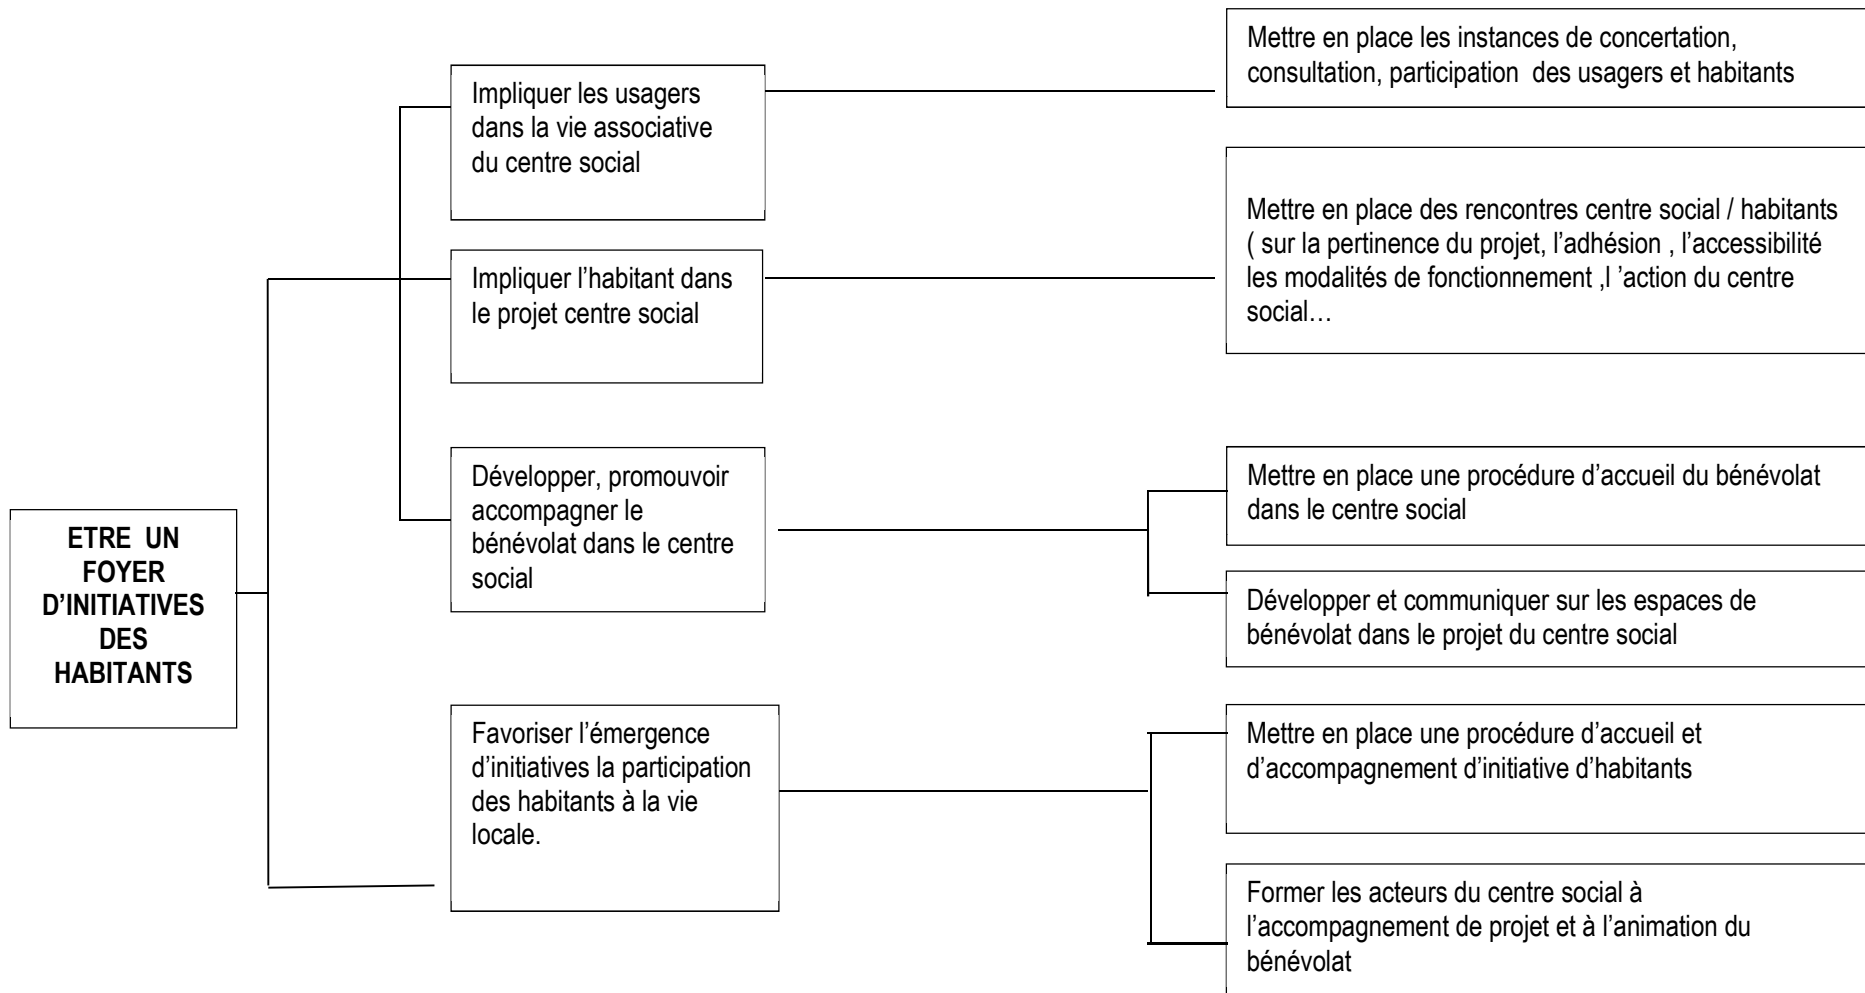 ETRE UN
FOYER
D’INITIATIVES
DES
HABITANTS
Impliquer les usagers
dans la vie associative
du centre social
Impliquer l’habitant dans
le projet centre social
Développer, promouvoir
accompagner le
bénévolat dans le centre
social
Favoriser l’émergence
d’initiatives la participation
des habitants à la vie
locale.
Mettre en place les instances de concertation,
consultation, participation des usagers et habitants
Mettre en place des rencontres centre social / habitants
( sur la pertinence du projet, l’adhésion , l’accessibilité
les modalités de fonctionnement ,l ’action du centre
social…
Mettre en place une procédure d’accueil du bénévolat
dans le centre social
Développer et communiquer sur les espaces de
bénévolat dans le projet du centre social
Mettre en place une procédure d’accueil et
d’accompagnement d’initiative d’habitants
Former les acteurs du centre social à
l’accompagnement de projet et à l’animation du
bénévolat